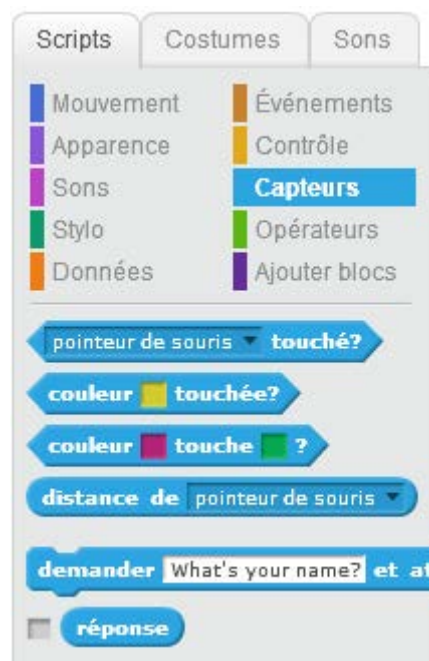 Scripts Costumes Sons
Mouvement Événements
Apparence Contrôle
Sons Capteurs
Stylo Opérateurs
Données Ajouter blocs
pointeur de souris touché?
couleur touchée?
couleur touche ?
distance de pointeur de souris
demander What's your name? et at
réponse